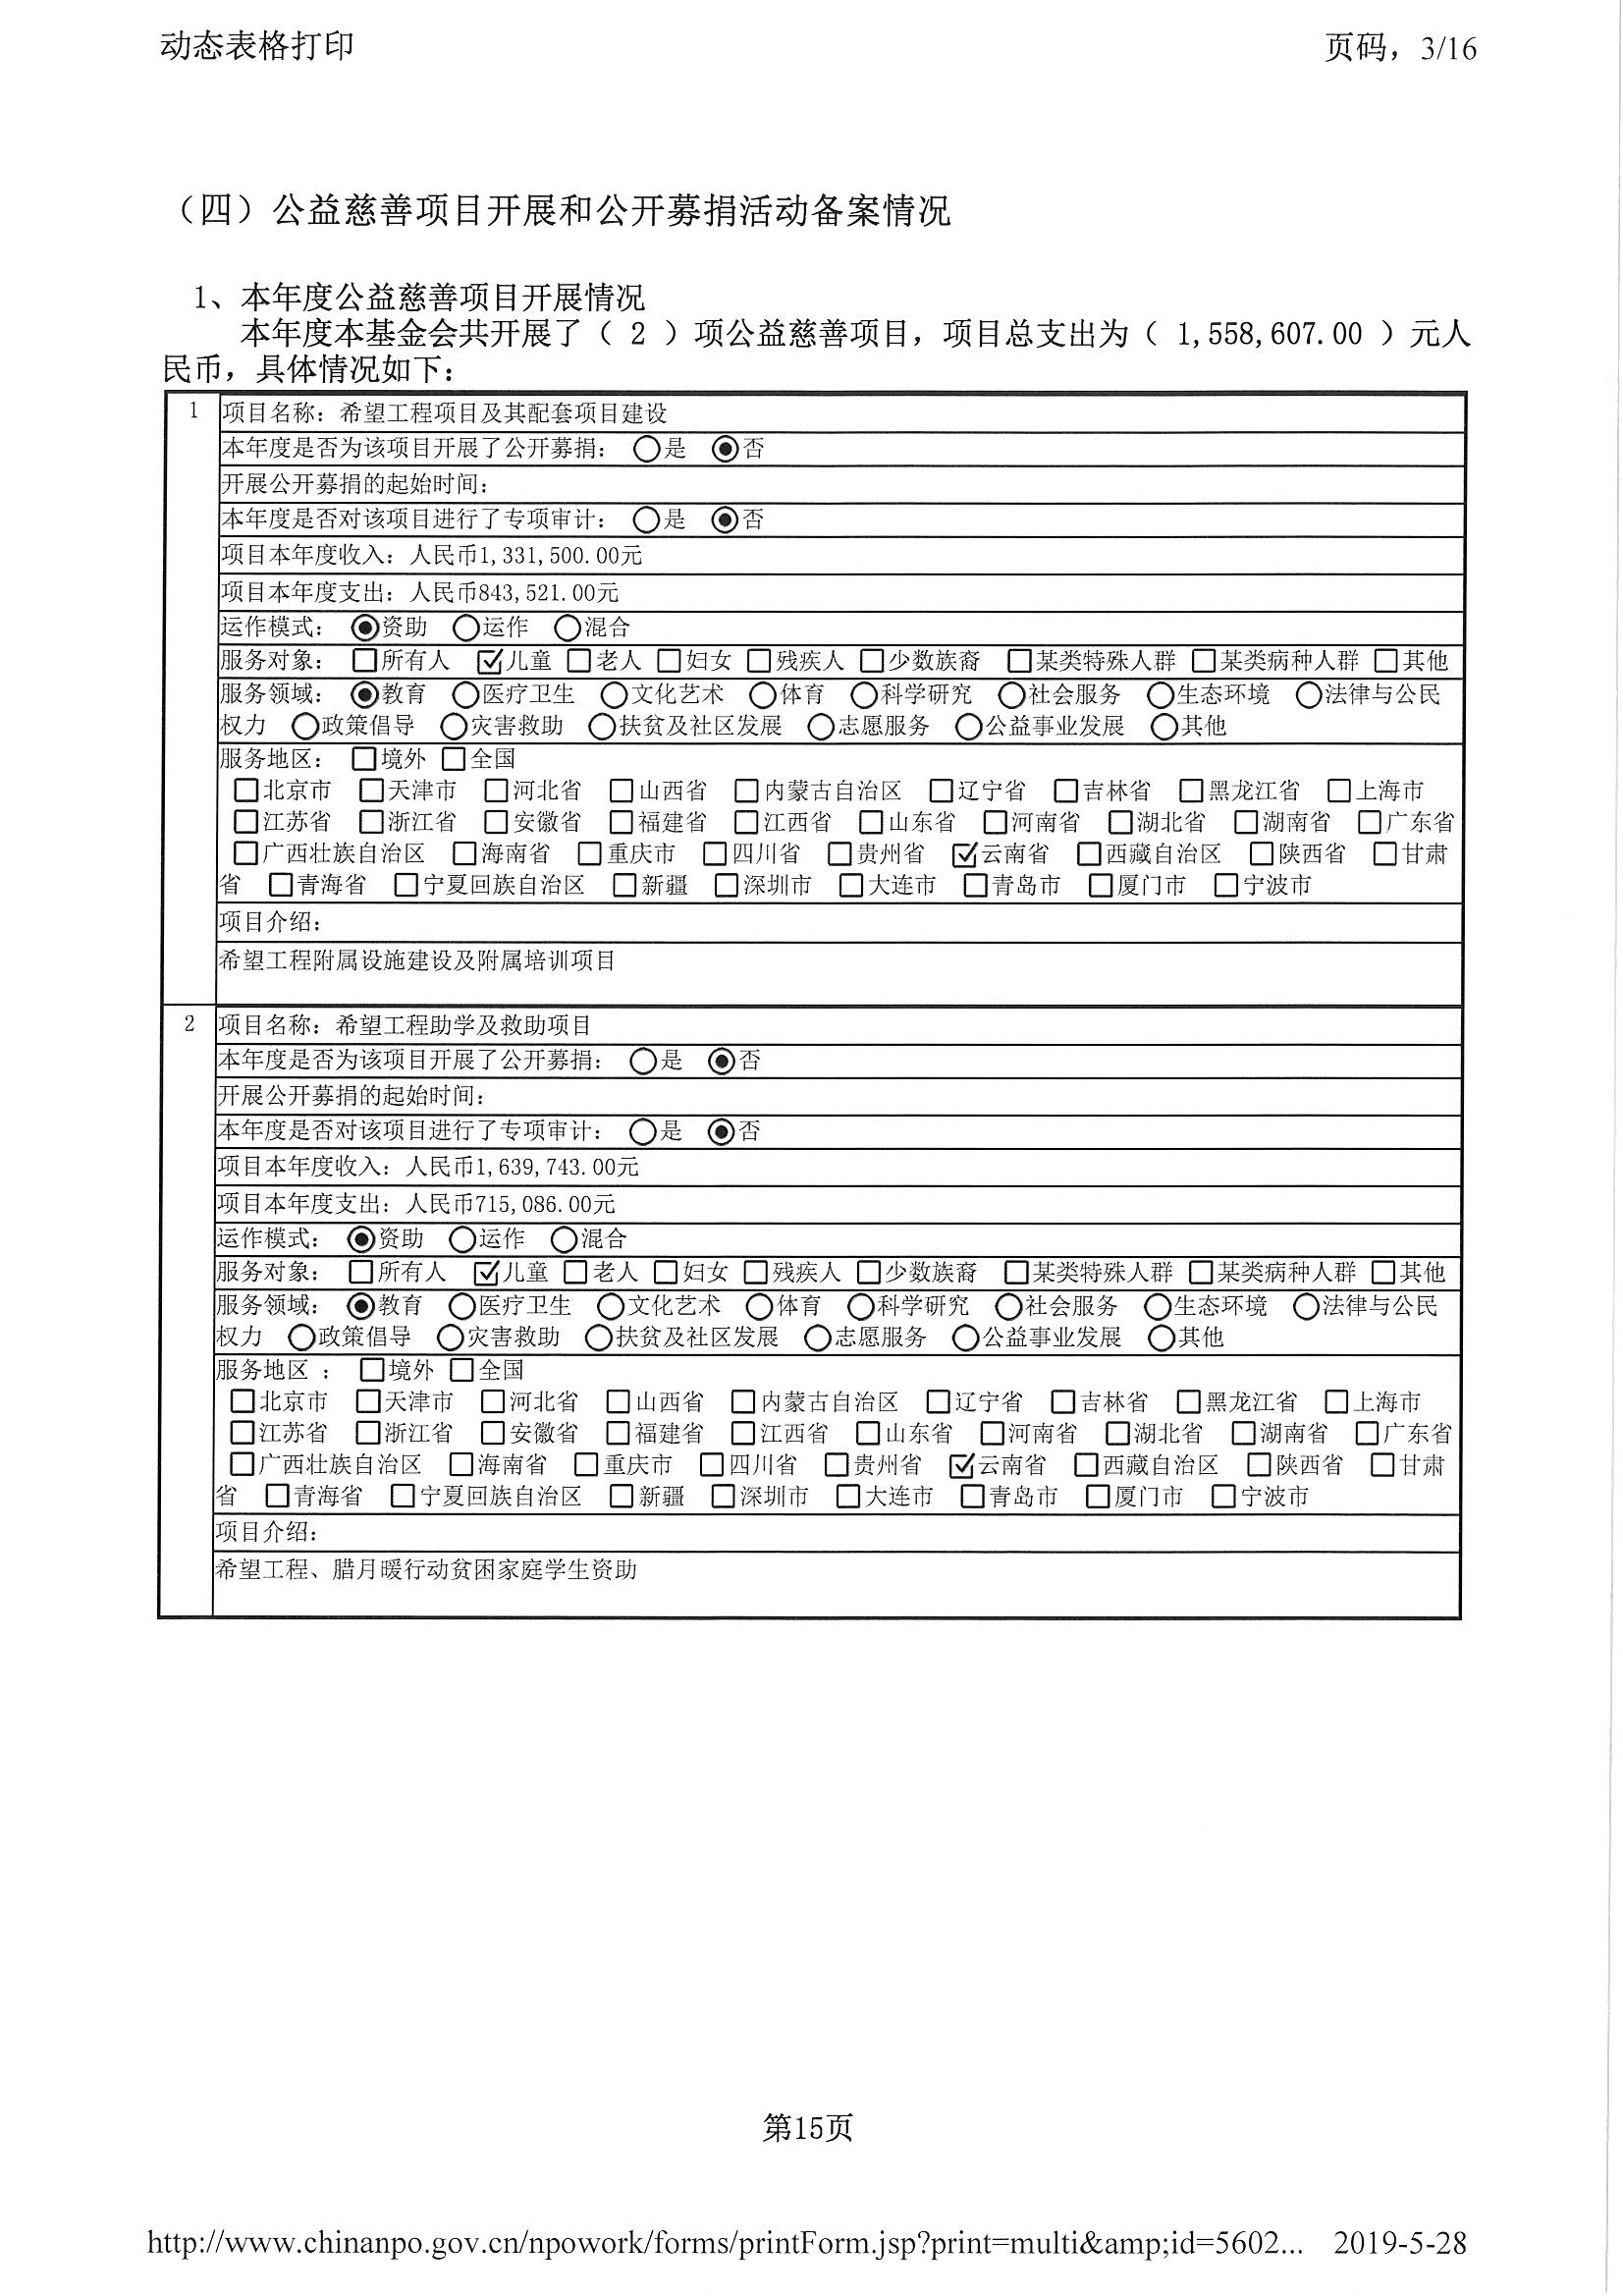 动态表格打印
页码，3/16
（四）公益慈善项目开展和公开募捐活动备案情况
1、本年度公益慈善项目开展情况
本年度本基金会共开展了（ 2 ）项公益慈善项目，项目总支出为（ 1,558,607.00 ）元人
民币，具体情况如下：
1
项目名称：希望工程项目及其配套项目建设
本年度是否为该项目开展了公开募捐： ○是 ◉否
开展公开募捐的起始时间：
本年度是否对该项目进行了专项审计： ○是 ◉否
项目本年度收入：人民币1,331,500.00元
项目本年度支出：人民币843,521.00元
运作模式： ◉资助 ○运作 ○混合
服务对象： □所有人 ☑儿童 □老人 □妇女 □残疾人 □少数族裔 □某类特殊人群 □某类病种人群 □其他
服务领域： ◉教育 ○医疗卫生 ○文化艺术 ○体育 ○科学研究 ○社会服务 ○生态环境 ○法律与公民
权力 ○政策倡导 ○灾害救助 ○扶贫及社区发展 ○志愿服务 ○公益事业发展 ○其他
服务地区： □境外 □全国
□北京市 □天津市 □河北省 □山西省 □内蒙古自治区 □辽宁省 □吉林省 □黑龙江省 □上海市
□江苏省 □浙江省 □安徽省 □福建省 □江西省 □山东省 □河南省 □湖北省 □湖南省 □广东省
□广西壮族自治区 □海南省 □重庆市 □四川省 □贵州省 ☑云南省 □西藏自治区 □陕西省 □甘肃
省 □青海省 □宁夏回族自治区 □新疆 □深圳市 □大连市 □青岛市 □厦门市 □宁波市
项目介绍：
希望工程附属设施建设及附属培训项目
2
项目名称：希望工程助学及救助项目
本年度是否为该项目开展了公开募捐： ○是 ◉否
开展公开募捐的起始时间：
本年度是否对该项目进行了专项审计： ○是 ◉否
项目本年度收入：人民币1,639,743.00元
项目本年度支出：人民币715,086.00元
运作模式： ◉资助 ○运作 ○混合
服务对象： □所有人 ☑儿童 □老人 □妇女 □残疾人 □少数族裔 □某类特殊人群 □某类病种人群 □其他
服务领域： ◉教育 ○医疗卫生 ○文化艺术 ○体育 ○科学研究 ○社会服务 ○生态环境 ○法律与公民
权力 ○政策倡导 ○灾害救助 ○扶贫及社区发展 ○志愿服务 ○公益事业发展 ○其他
服务地区 ： □境外 □全国
□北京市 □天津市 □河北省 □山西省 □内蒙古自治区 □辽宁省 □吉林省 □黑龙江省 □上海市
□江苏省 □浙江省 □安徽省 □福建省 □江西省 □山东省 □河南省 □湖北省 □湖南省 □广东省
□广西壮族自治区 □海南省 □重庆市 □四川省 □贵州省 ☑云南省 □西藏自治区 □陕西省 □甘肃
省 □青海省 □宁夏回族自治区 □新疆 □深圳市 □大连市 □青岛市 □厦门市 □宁波市
项目介绍：
希望工程、腊月暖行动贫困家庭学生资助
第15页
http://www.chinanpo.gov.cn/npowork/forms/printForm.jsp?print=multi&amp;id=5602... 2019-5-28